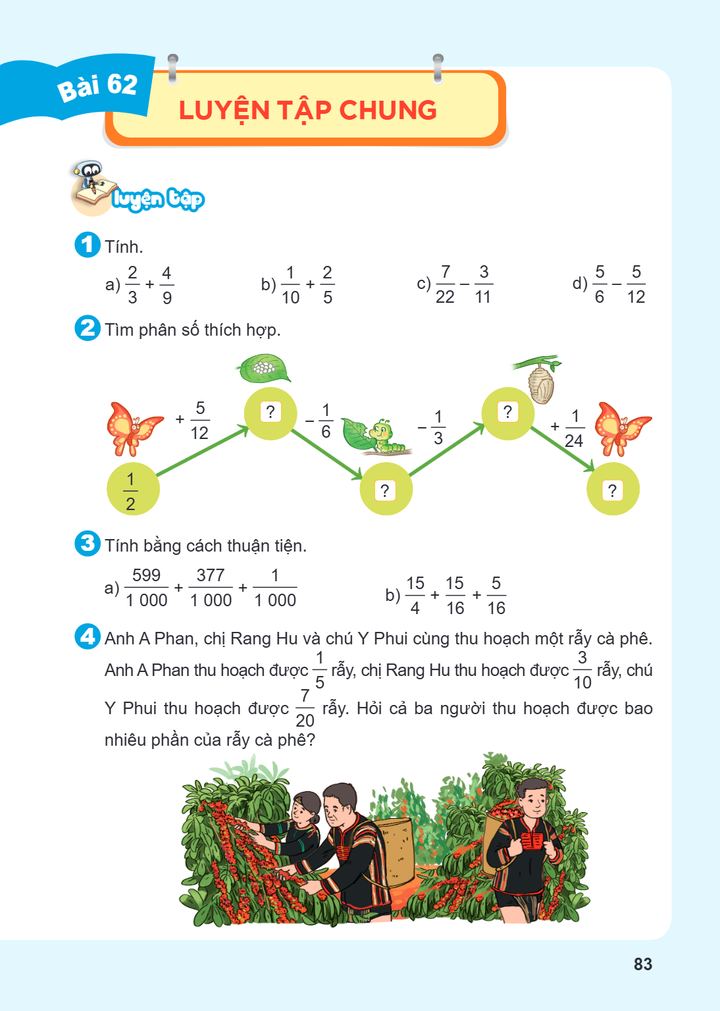 Bài 62
LUYỆN TẬP CHUNG
luyện tập
1 Tính.
a) 2/3 + 4/9 b) 1/10 + 2/5 c) 7/22 – 3/11 d) 5/6 – 5/12
2 Tìm phân số thích hợp.
+ 5/12 ? – 1/6 – 1/3 ? + 1/24
1/2 ? ?
3 Tính bằng cách thuận tiện.
a) 599/1 000 + 377/1 000 + 1/1 000 b) 15/4 + 15/16 + 5/16
4 Anh A Phan, chị Rang Hu và chú Y Phui cùng thu hoạch một rẫy cà phê.
Anh A Phan thu hoạch được 1/5 rẫy, chị Rang Hu thu hoạch được 3/10 rẫy, chú
Y Phui thu hoạch được 7/20 rẫy. Hỏi cả ba người thu hoạch được bao
nhiêu phần của rẫy cà phê?
83